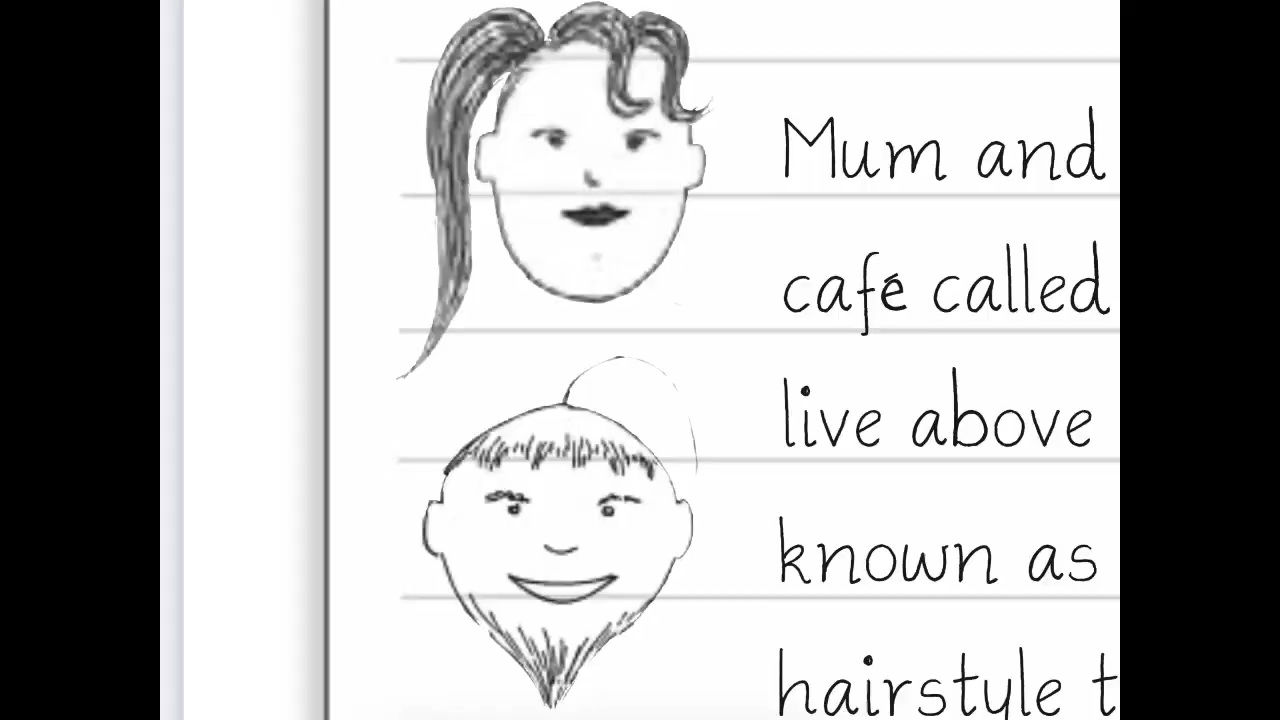 Mum and
café called
live above
known as
hairstyle t